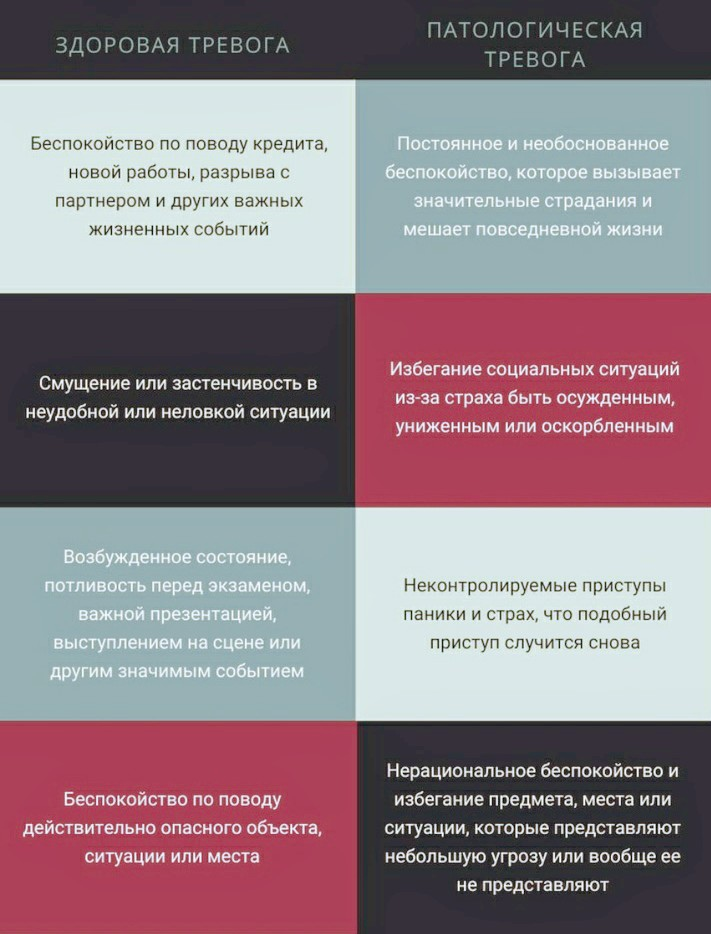 ЗДОРОВАЯ ТРЕВОГА
ПАТОЛОГИЧЕСКАЯ
ТРЕВОГА
Беспокойство по поводу кредита,
новой работы, разрыва с
партнером и других важных
жизненных событий
Постоянное и необоснованное
беспокойство, которое вызывает
значительные страдания и
мешает повседневной жизни
Смущение или застенчивость в
неудобной или неловкой ситуации
Избегание социальных ситуаций
из-за страха быть осужденным,
униженным или оскорбленным
Возбужденное состояние,
потливость перед экзаменом,
важной презентацией,
выступлением на сцене или
другим значимым событием
Неконтролируемые приступы
паники и страх, что подобный
приступ случится снова
Беспокойство по поводу
действительно опасного объекта,
ситуации или места
Нерациональное беспокойство и
избегание предмета, места или
ситуации, которые представляют
небольшую угрозу или вообще ее
не представляют